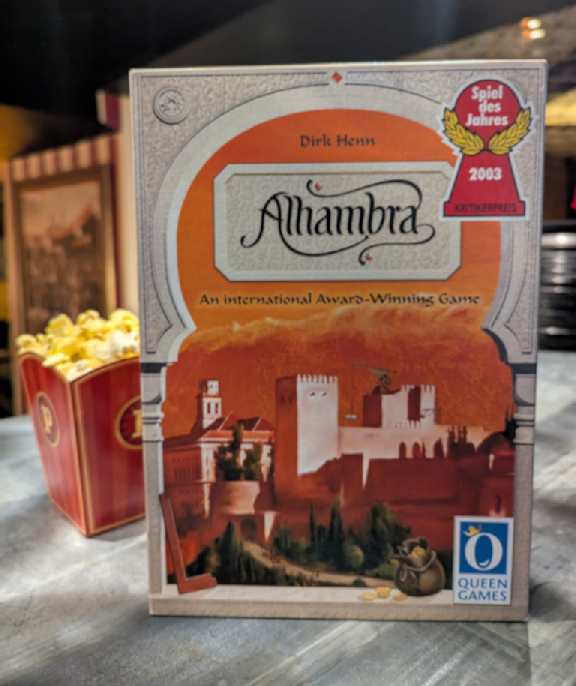 Spiel
des
Jahres
2003
KRITIKERPREIS
Dirk Henn
Alhambra
An international Award-Winning Game
P
P
QUEEN
GAMES